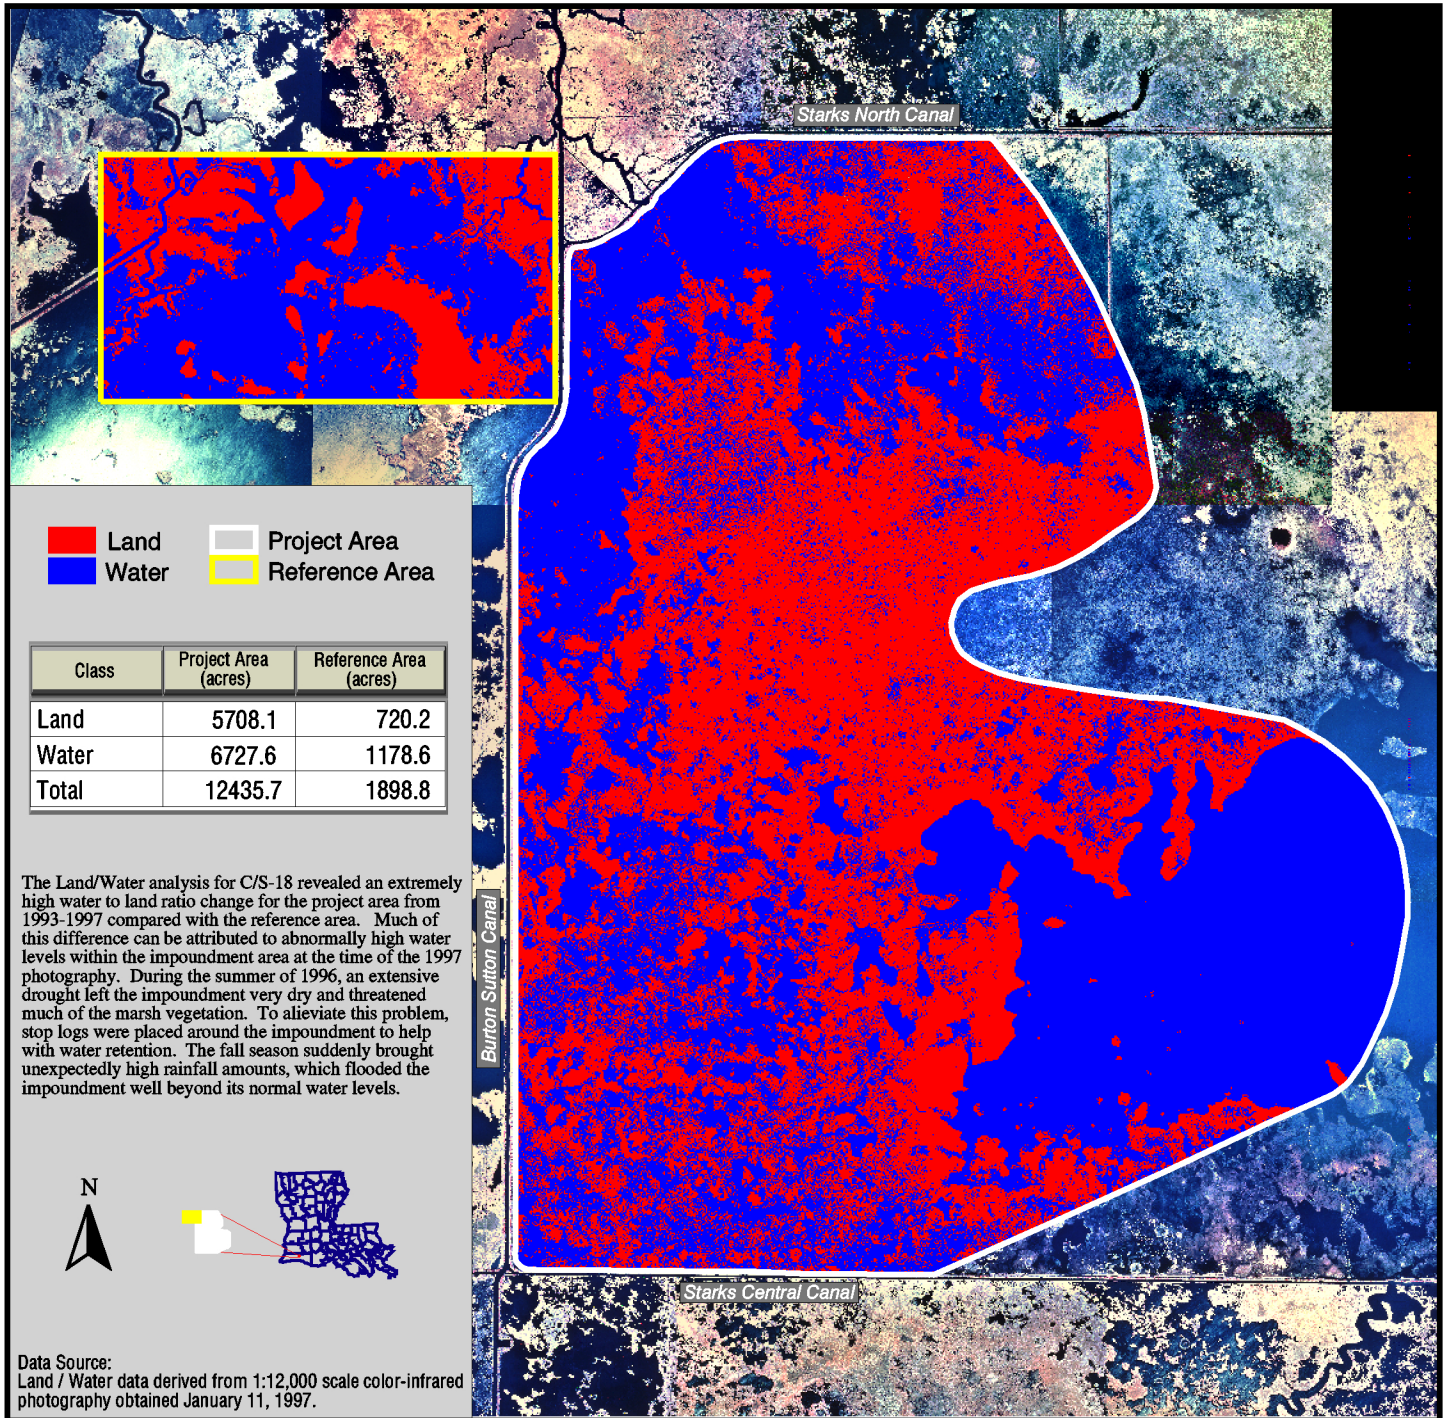 Starks North Canal
Land
Water
Project Area
Reference Area
Class
Project Area
(acres)
Reference Area
(acres)
Land 5708.1 720.2
Water 6727.6 1178.6
Total 12435.7 1898.8
The Land/Water analysis for C/S-18 revealed an extremely
high water to land ratio change for the project area from
1993-1997 compared with the reference area. Much of
this difference can be attributed to abnormally high water
levels within the impoundment area at the time of the 1997
photography. During the summer of 1996, an extensive
drought left the impoundment very dry and threatened
much of the marsh vegetation. To alieviate this problem,
stop logs were placed around the impoundment to help
with water retention. The fall season suddenly brought
unexpectedly high rainfall amounts, which flooded the
impoundment well beyond its normal water levels.
Burton Sutton Canal
N
Starks Central Canal
Data Source:
Land / Water data derived from 1:12,000 scale color-infrared
photography obtained January 11, 1997.